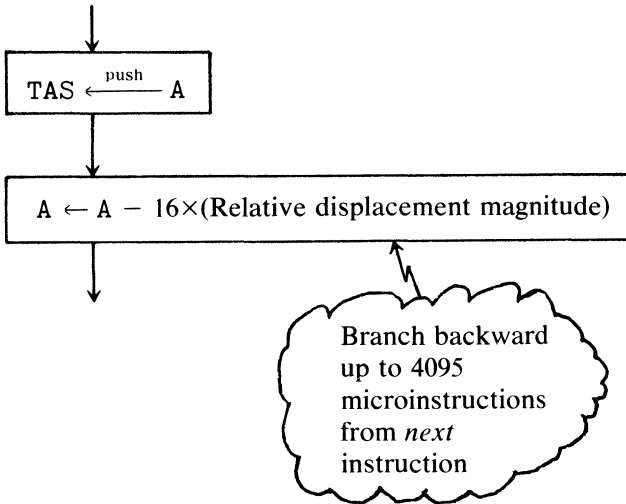 push
TAS ← A
A ← A − 16×(Relative displacement magnitude)
Branch backward
up to 4095
microinstructions
from next
instruction